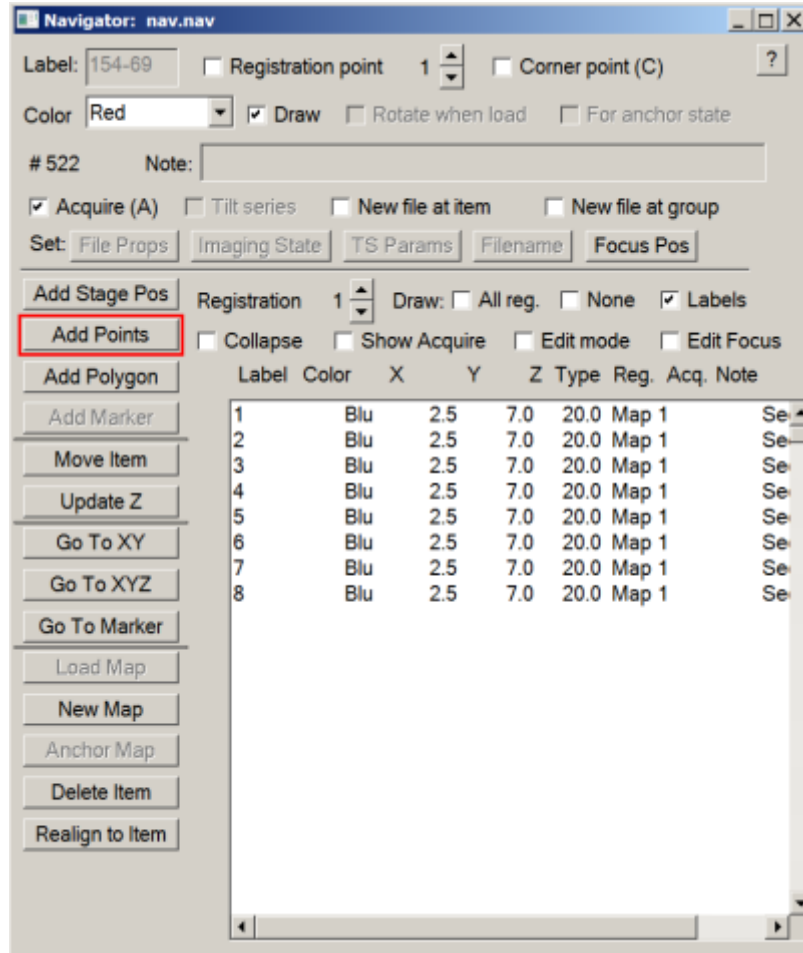 Navigator: nav.nav
Label: 154-69 Registration point 1 Corner point (C) ?
Color Red Draw Rotate when load For anchor state
# 522 Note:
Acquire (A) Tilt series New file at item New file at group
Set: File Props Imaging State TS Params Filename Focus Pos
Add Stage Pos Registration 1 Draw: All reg. None Labels
Add Points Collapse Show Acquire Edit mode Edit Focus
Add Polygon Label Color X Y Z Type Reg. Acq. Note
Add Marker
Move Item
Update Z
Go To XY
Go To XYZ
Go To Marker
Load Map
New Map
Anchor Map
Delete Item
Realign to Item
1 Blu 2.5 7.0 20.0 Map 1 Se
2 Blu 2.5 7.0 20.0 Map 1 Se
3 Blu 2.5 7.0 20.0 Map 1 Se
4 Blu 2.5 7.0 20.0 Map 1 Se
5 Blu 2.5 7.0 20.0 Map 1 Se
6 Blu 2.5 7.0 20.0 Map 1 Se
7 Blu 2.5 7.0 20.0 Map 1 Se
8 Blu 2.5 7.0 20.0 Map 1 Se